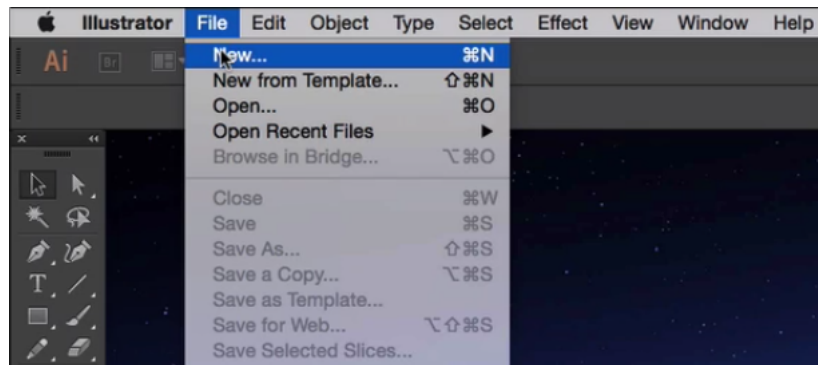 Illustrator File Edit Object Type Select Effect View Window Help
Ai Br
New... ⌘N
New from Template... ⇧⌘N
Open... ⌘O
Open Recent Files ▶
Browse in Bridge... ⌥⌘O
Close ⌘W
Save ⌘S
Save As... ⇧⌘S
Save a Copy... ⌥⌘S
Save as Template...
Save for Web... ⌥⇧⌘S
Save Selected Slices...
T